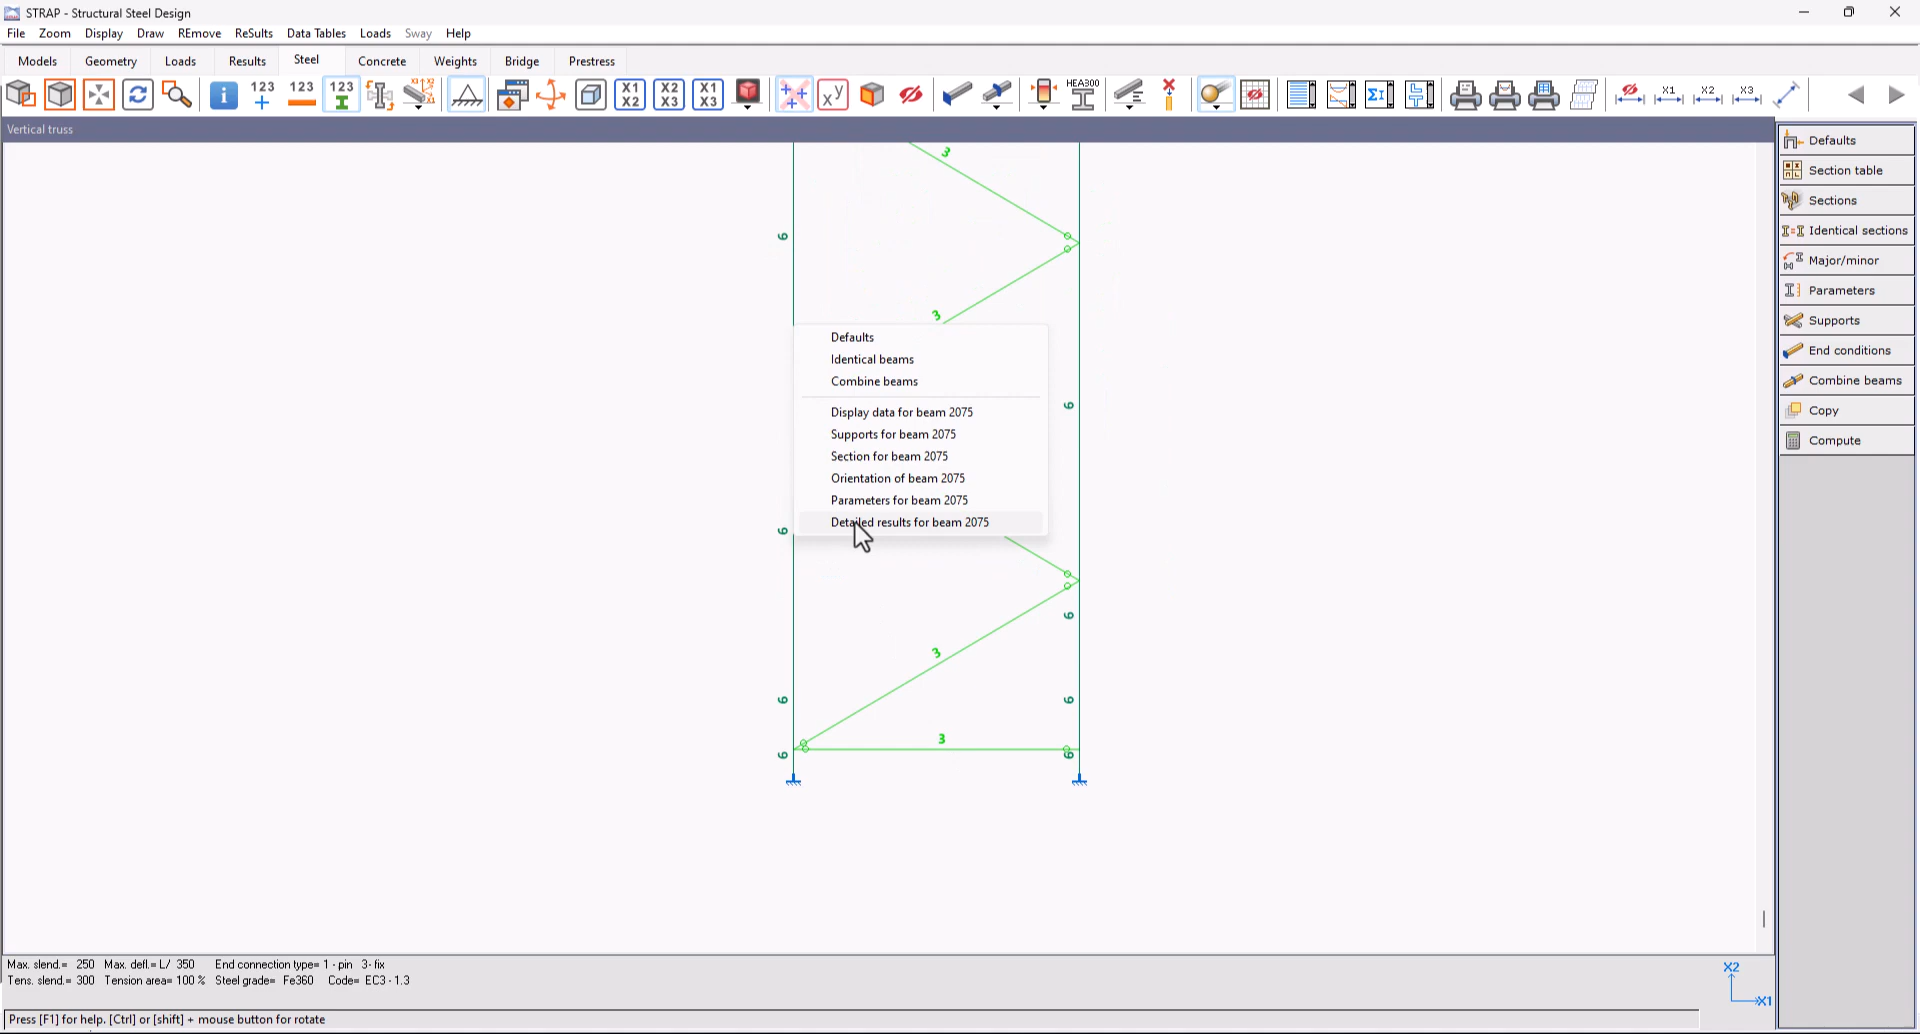 STRAP - Structural Steel Design
File Zoom Display Draw REmove ReSults Data Tables Loads Sway Help
Models Geometry Loads Results Steel Concrete Weights Bridge Prestress
123 123 123 X1 X2 X1 X2 X2 X3 X1 X3 xy HEA300 X1 X2 X3
Vertical truss
Defaults
Section table
Sections
Identical sections
Major/minor
Parameters
Supports
End conditions
Combine beams
Copy
Compute
3
6
3
Defaults
Identical beams
Combine beams
Display data for beam 2075
Supports for beam 2075
Section for beam 2075
Orientation of beam 2075
Parameters for beam 2075
Detailed results for beam 2075
6
6
6
3
6
6
3
6
6
Max. slend.= 250 Max. defl.= L/ 350 End connection type= 1 - pin 3- fix
Tens. slend.= 300 Tension area= 100 % Steel grade= Fe360 Code= EC3 - 1.3
X2
X1
Press [F1] for help. [Ctrl] or [shift] + mouse button for rotate